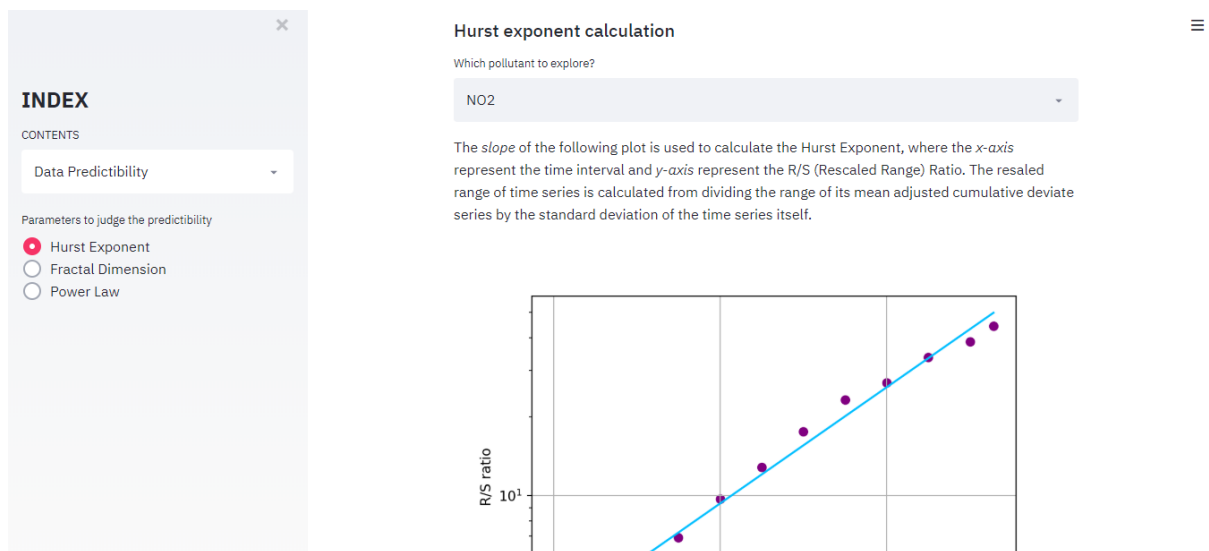 INDEX
CONTENTS
Data Predictibility
Parameters to judge the predictibility
Hurst Exponent
Fractal Dimension
Power Law
Hurst exponent calculation
Which pollutant to explore?
NO2
The slope of the following plot is used to calculate the Hurst Exponent, where the x-axis
represent the time interval and y-axis represent the R/S (Rescaled Range) Ratio. The resaled
range of time series is calculated from dividing the range of its mean adjusted cumulative deviate
series by the standard deviation of the time series itself.
R/S ratio
10¹